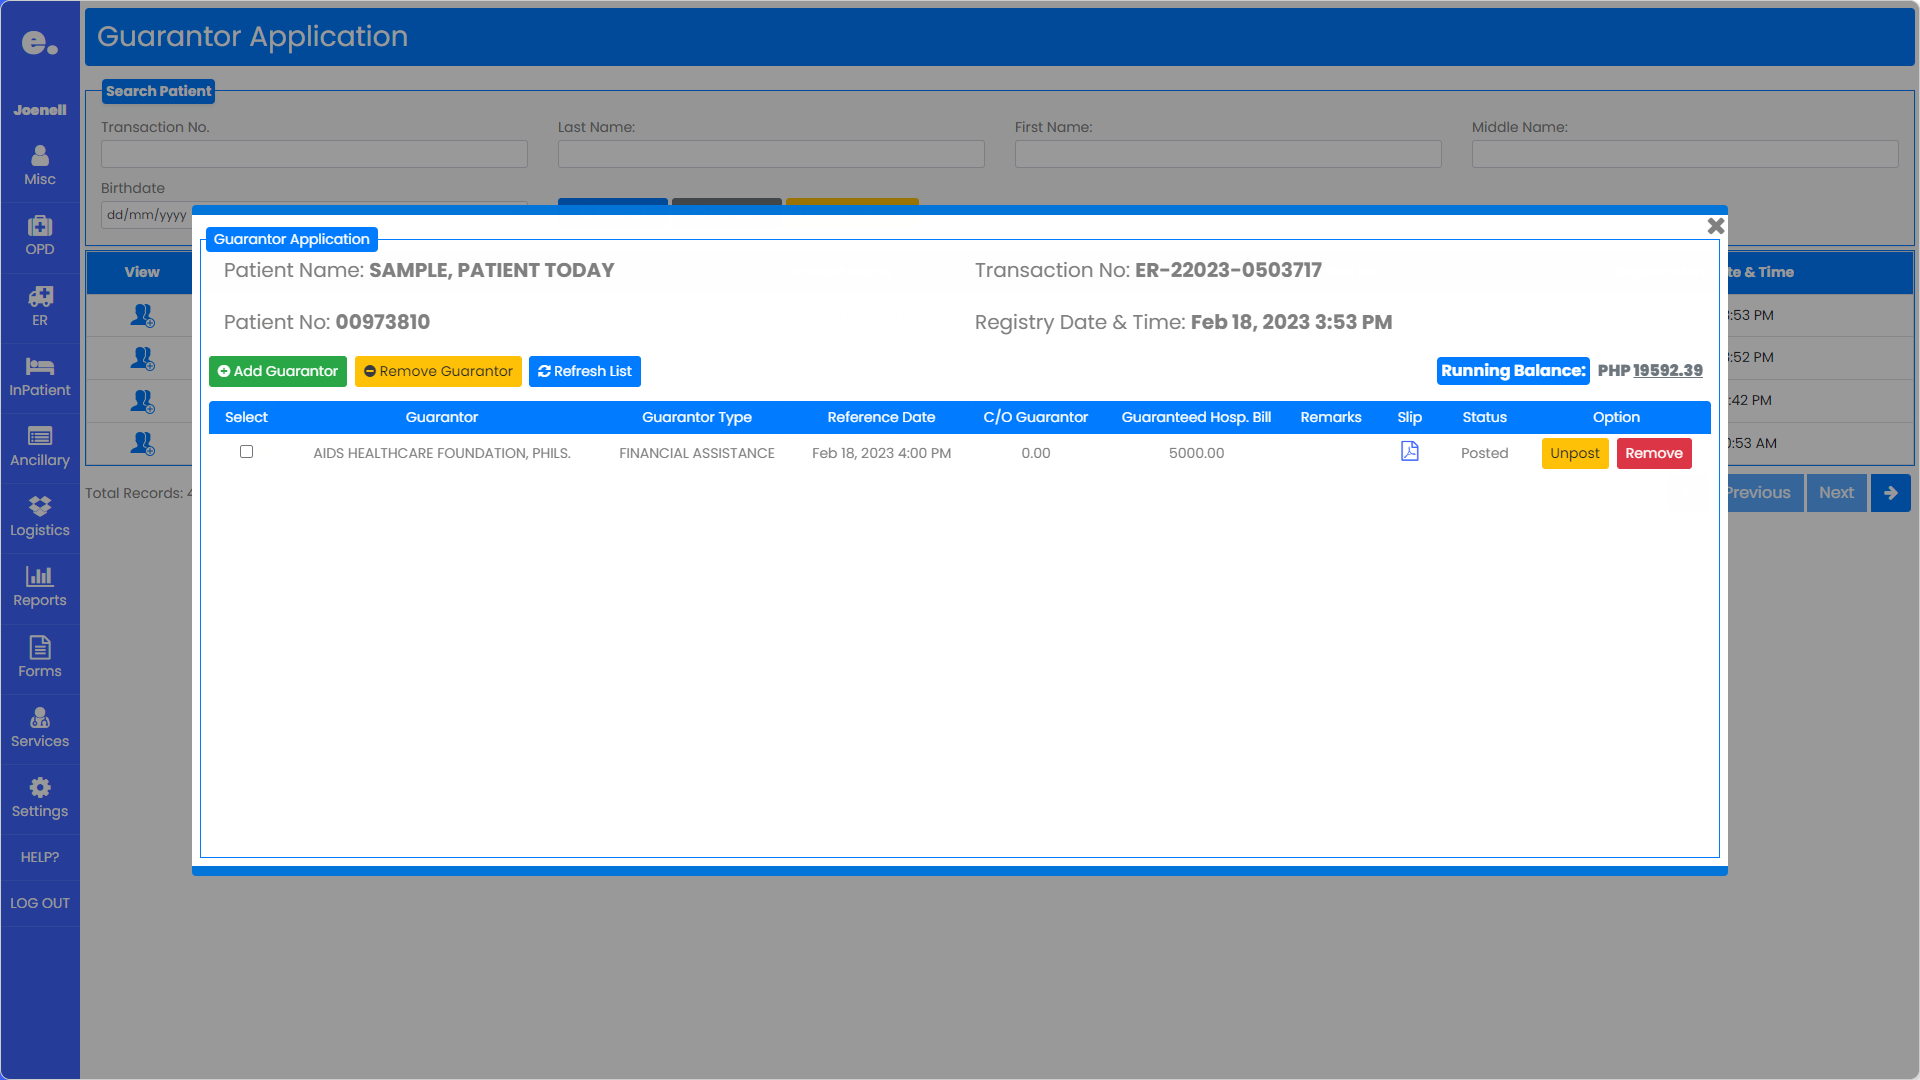 e.
Guarantor Application
Joenell
Misc
OPD
ER
InPatient
Ancillary
Logistics
Reports
Forms
Services
Settings
HELP?
LOG OUT
Search Patient
Transaction No.
Last Name:
First Name:
Middle Name:
Birthdate
dd/mm/yyyy
View
te & Time
:53 PM
:52 PM
:42 PM
:53 AM
Total Records: 4
Previous
Next
Guarantor Application
Patient Name: SAMPLE, PATIENT TODAY
Transaction No: ER-22023-0503717
Patient No: 00973810
Registry Date & Time: Feb 18, 2023 3:53 PM
Add Guarantor
Remove Guarantor
Refresh List
Running Balance: PHP 19592.39
Select Guarantor Guarantor Type Reference Date C/O Guarantor Guaranteed Hosp. Bill Remarks Slip Status Option
AIDS HEALTHCARE FOUNDATION, PHILS. FINANCIAL ASSISTANCE Feb 18, 2023 4:00 PM 0.00 5000.00 Posted Unpost Remove